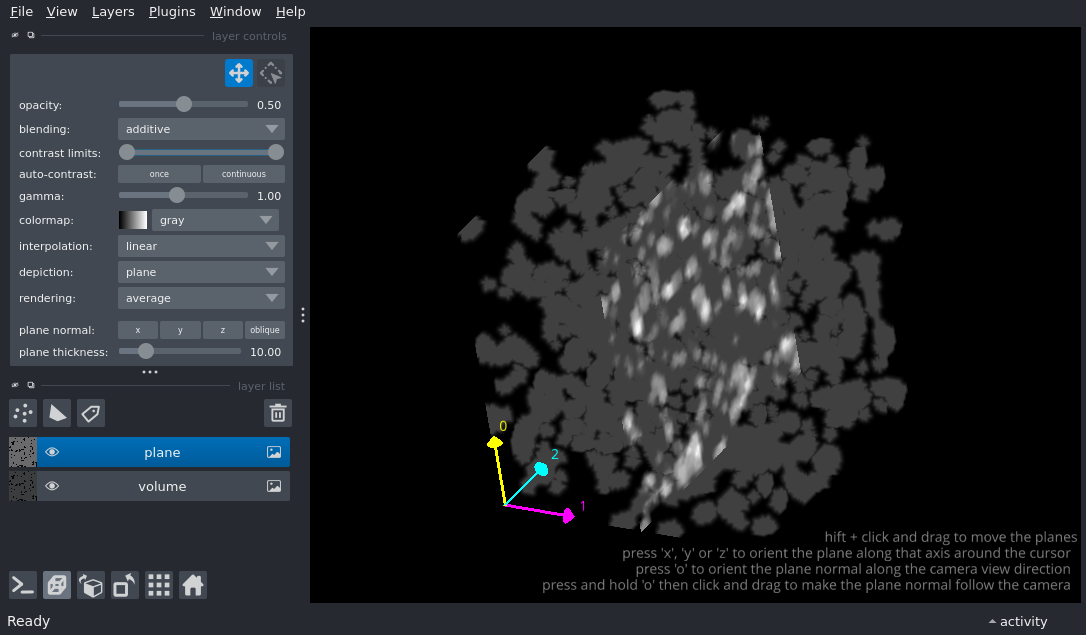 File View Layers Plugins Window Help
layer controls
opacity: 0.50
blending: additive
contrast limits:
auto-contrast: once continuous
gamma: 1.00
colormap: gray
interpolation: linear
depiction: plane
rendering: average
plane normal: x y z oblique
plane thickness: 10.00
layer list
plane
volume
0
2
1
hift + click and drag to move the planes
press 'x', 'y' or 'z' to orient the plane along that axis around the cursor
press 'o' to orient the plane normal along the camera view direction
press and hold 'o' then click and drag to make the plane normal follow the camera
Ready activity